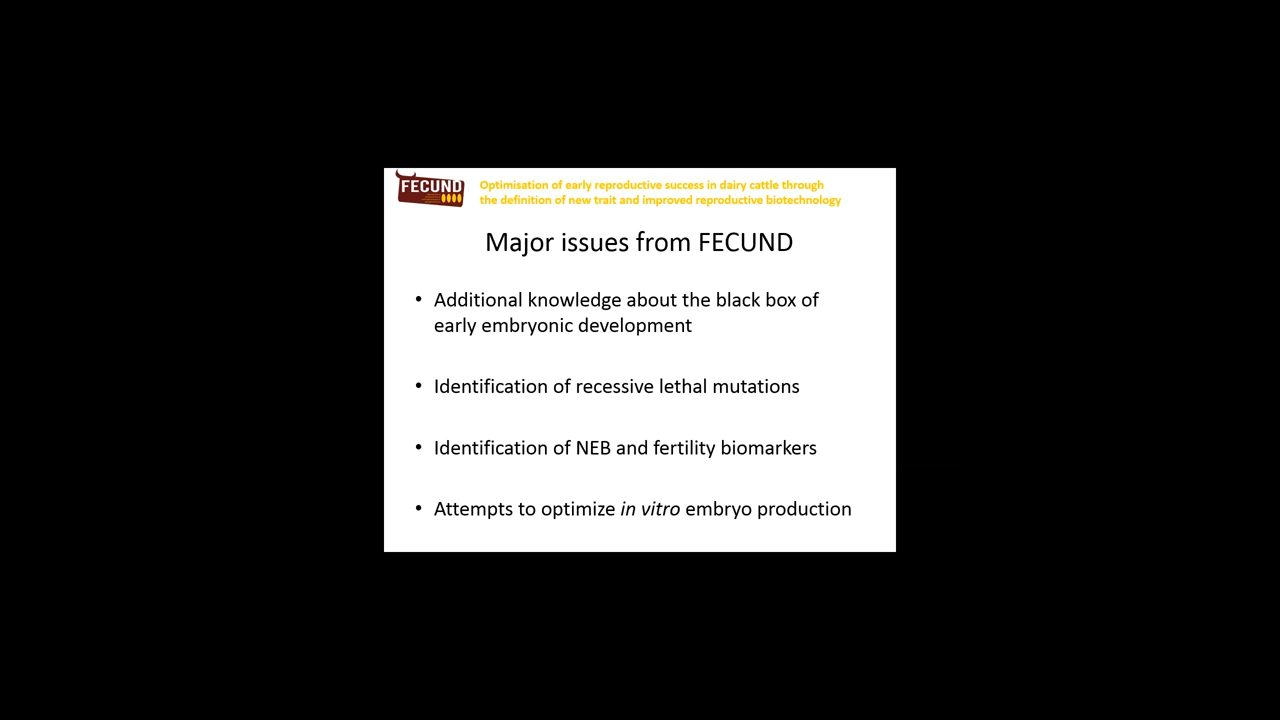 FECUND
Optimisation of early reproductive success in dairy cattle through
the definition of new trait and improved reproductive biotechnology
Major issues from FECUND
• Additional knowledge about the black box of
early embryonic development
• Identification of recessive lethal mutations
• Identification of NEB and fertility biomarkers
• Attempts to optimize in vitro embryo production